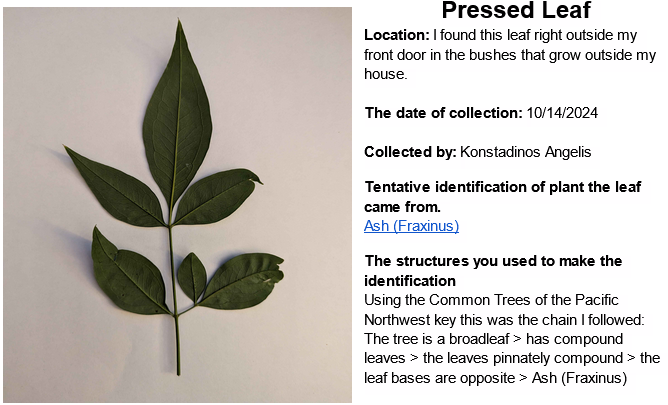 Pressed Leaf
Location: I found this leaf right outside my
front door in the bushes that grow outside my
house.
The date of collection: 10/14/2024
Collected by: Konstadinos Angelis
Tentative identification of plant the leaf
came from.
Ash (Fraxinus)
The structures you used to make the
identification
Using the Common Trees of the Pacific
Northwest key this was the chain I followed:
The tree is a broadleaf > has compound
leaves > the leaves pinnately compound > the
leaf bases are opposite > Ash (Fraxinus)